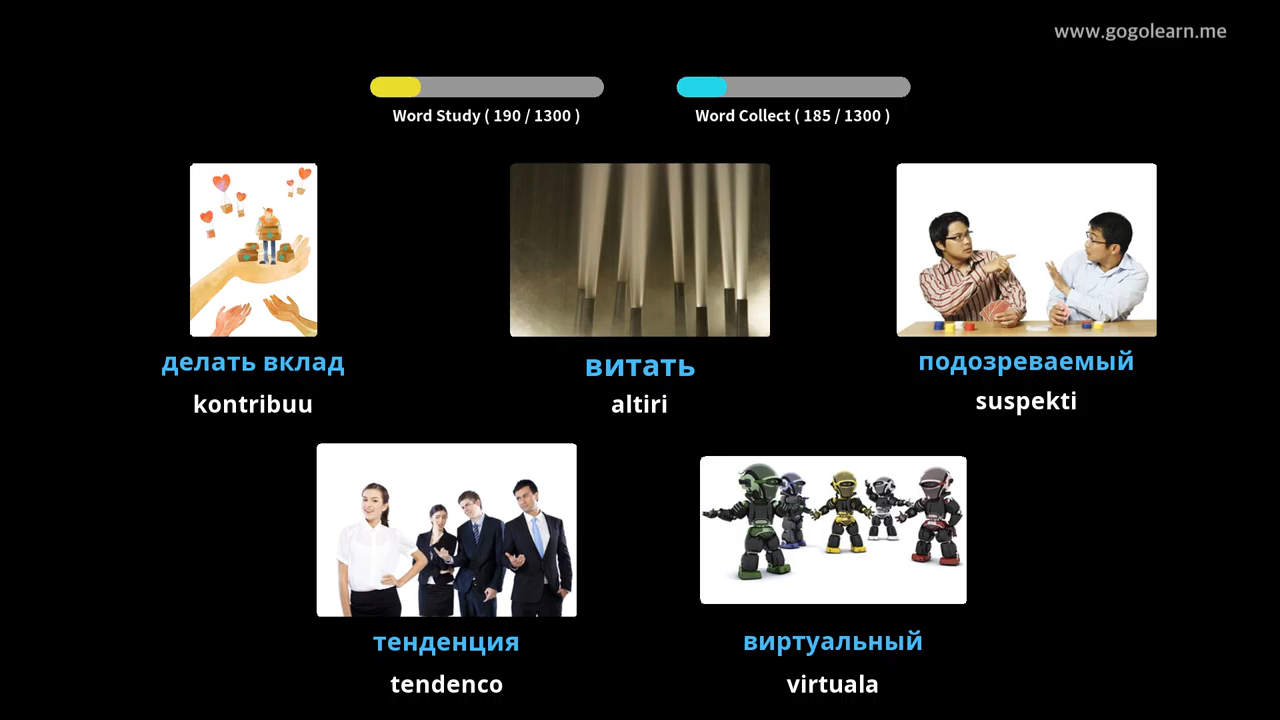 www.gogolearn.me
Word Study ( 190 / 1300 )
Word Collect ( 185 / 1300 )
делать вклад
kontribuu
витать
altiri
подозреваемый
suspekti
тенденция
tendenco
виртуальный
virtuala